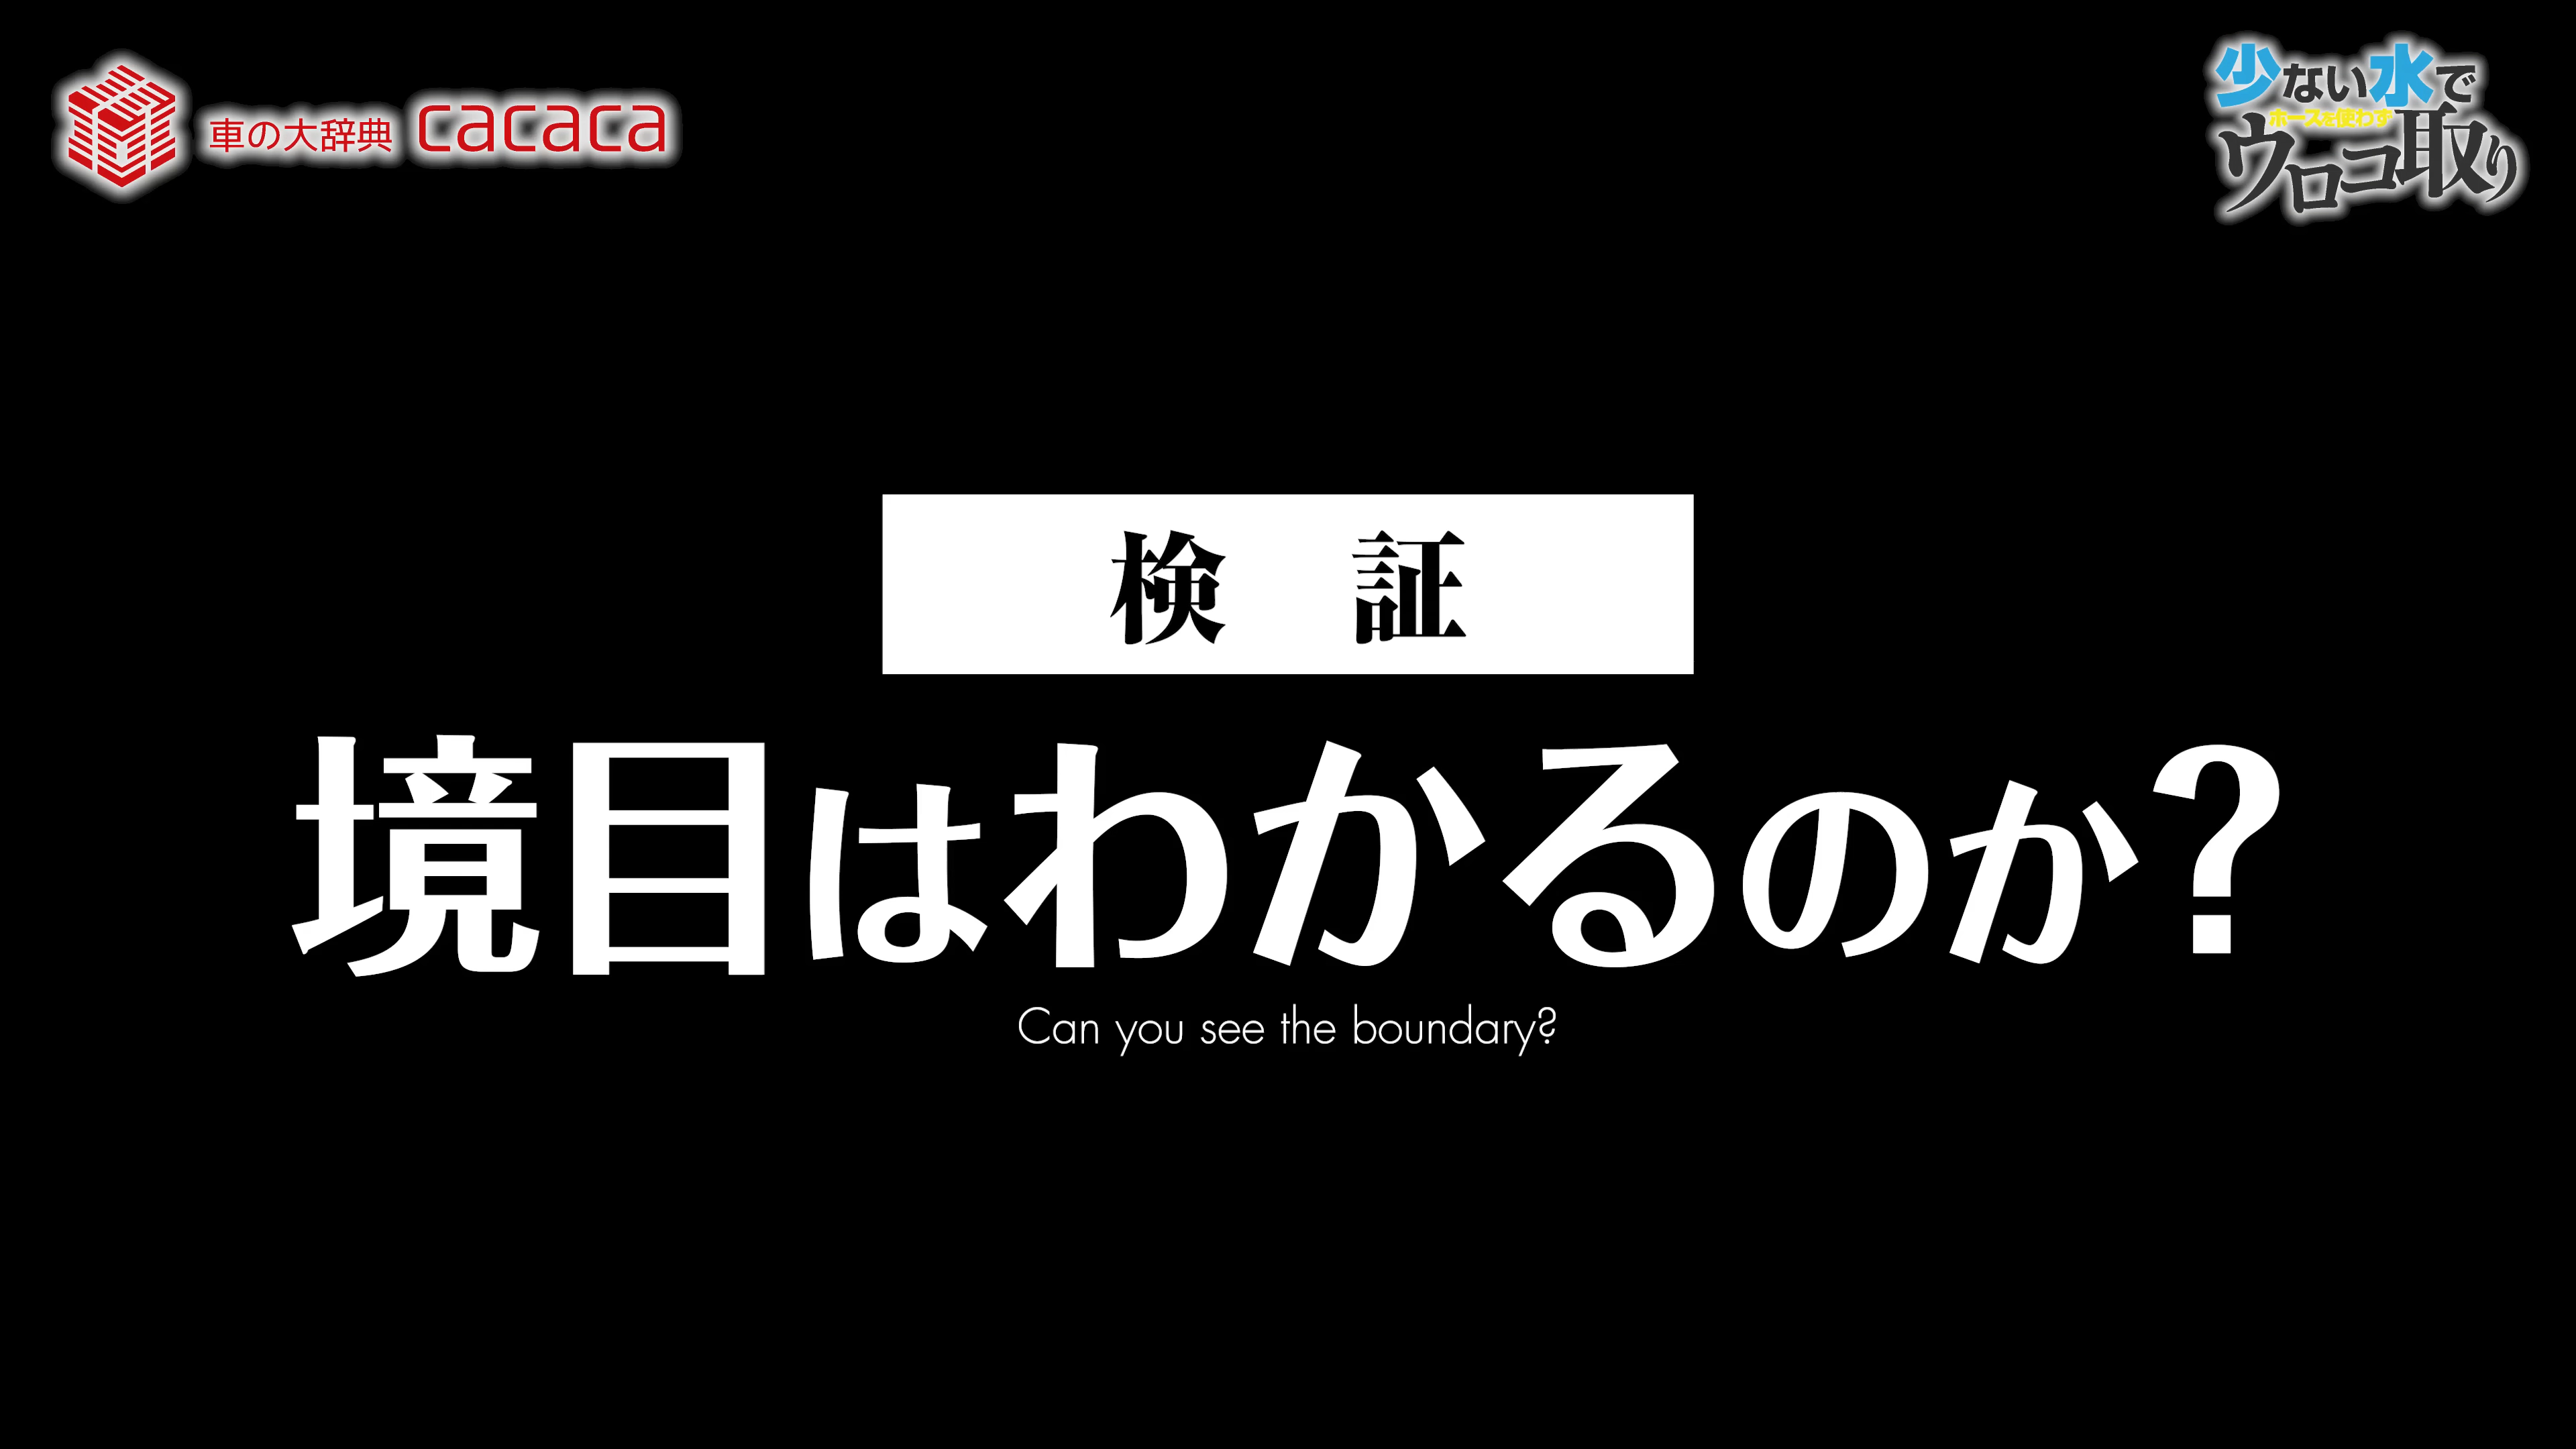 車の大辞典 cacaca
少ない水で
ホースを使わず
ウロコ取り
検 証
境目はわかるのか?
Can you see the boundary?